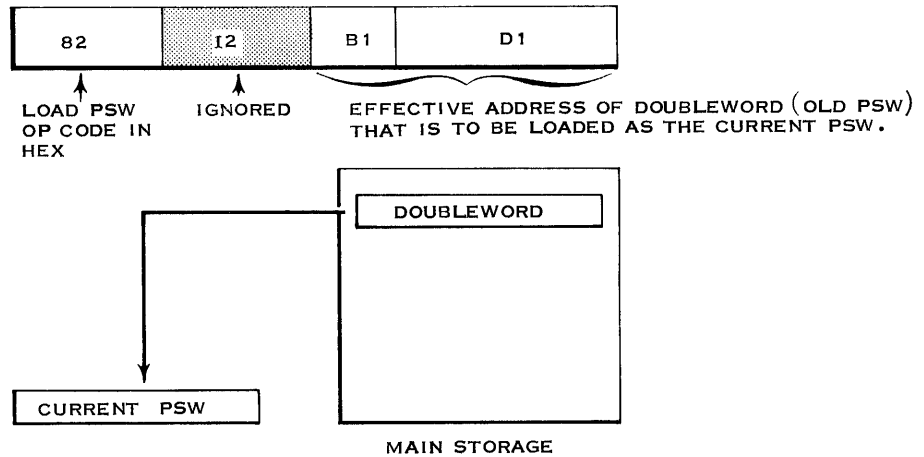 82 I2 B1 D1
LOAD PSW
OP CODE IN
HEX
IGNORED
EFFECTIVE ADDRESS OF DOUBLEWORD (OLD PSW)
THAT IS TO BE LOADED AS THE CURRENT PSW.
DOUBLEWORD
CURRENT PSW
MAIN STORAGE